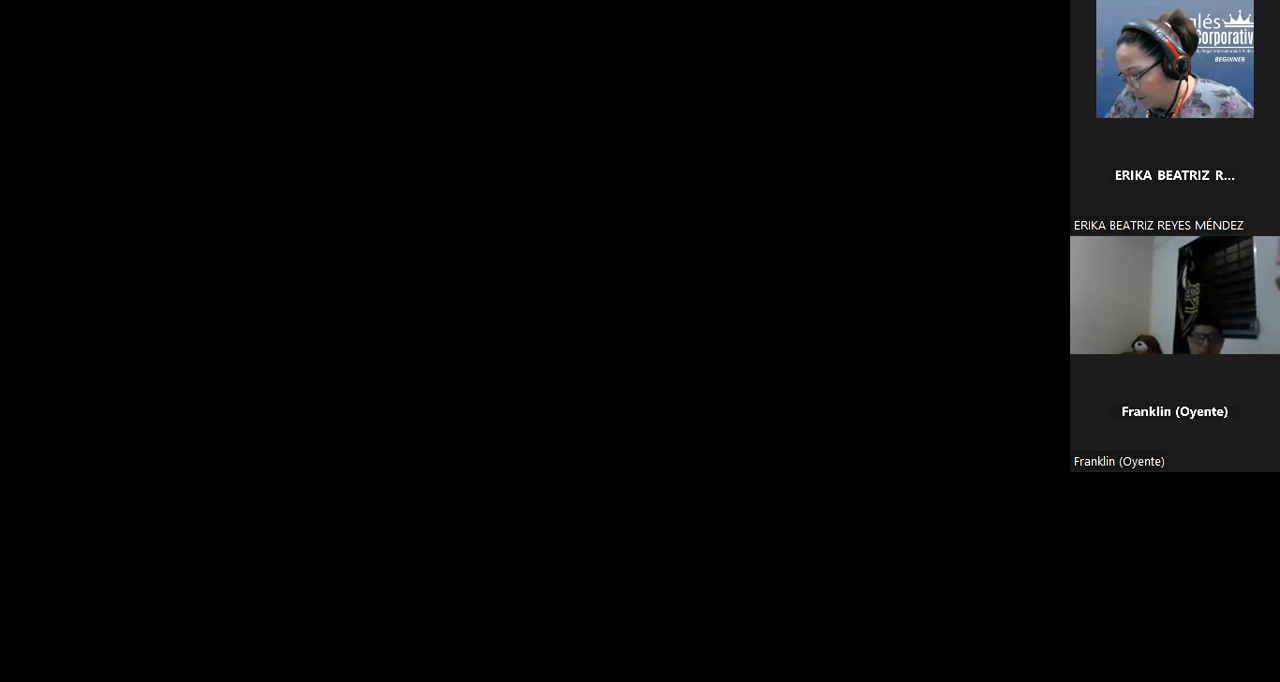 glés
Corporativ
BEGINNER
ERIKA BEATRIZ R...
ERIKA BEATRIZ REYES MÉNDEZ
Franklin (Oyente)
Franklin (Oyente)